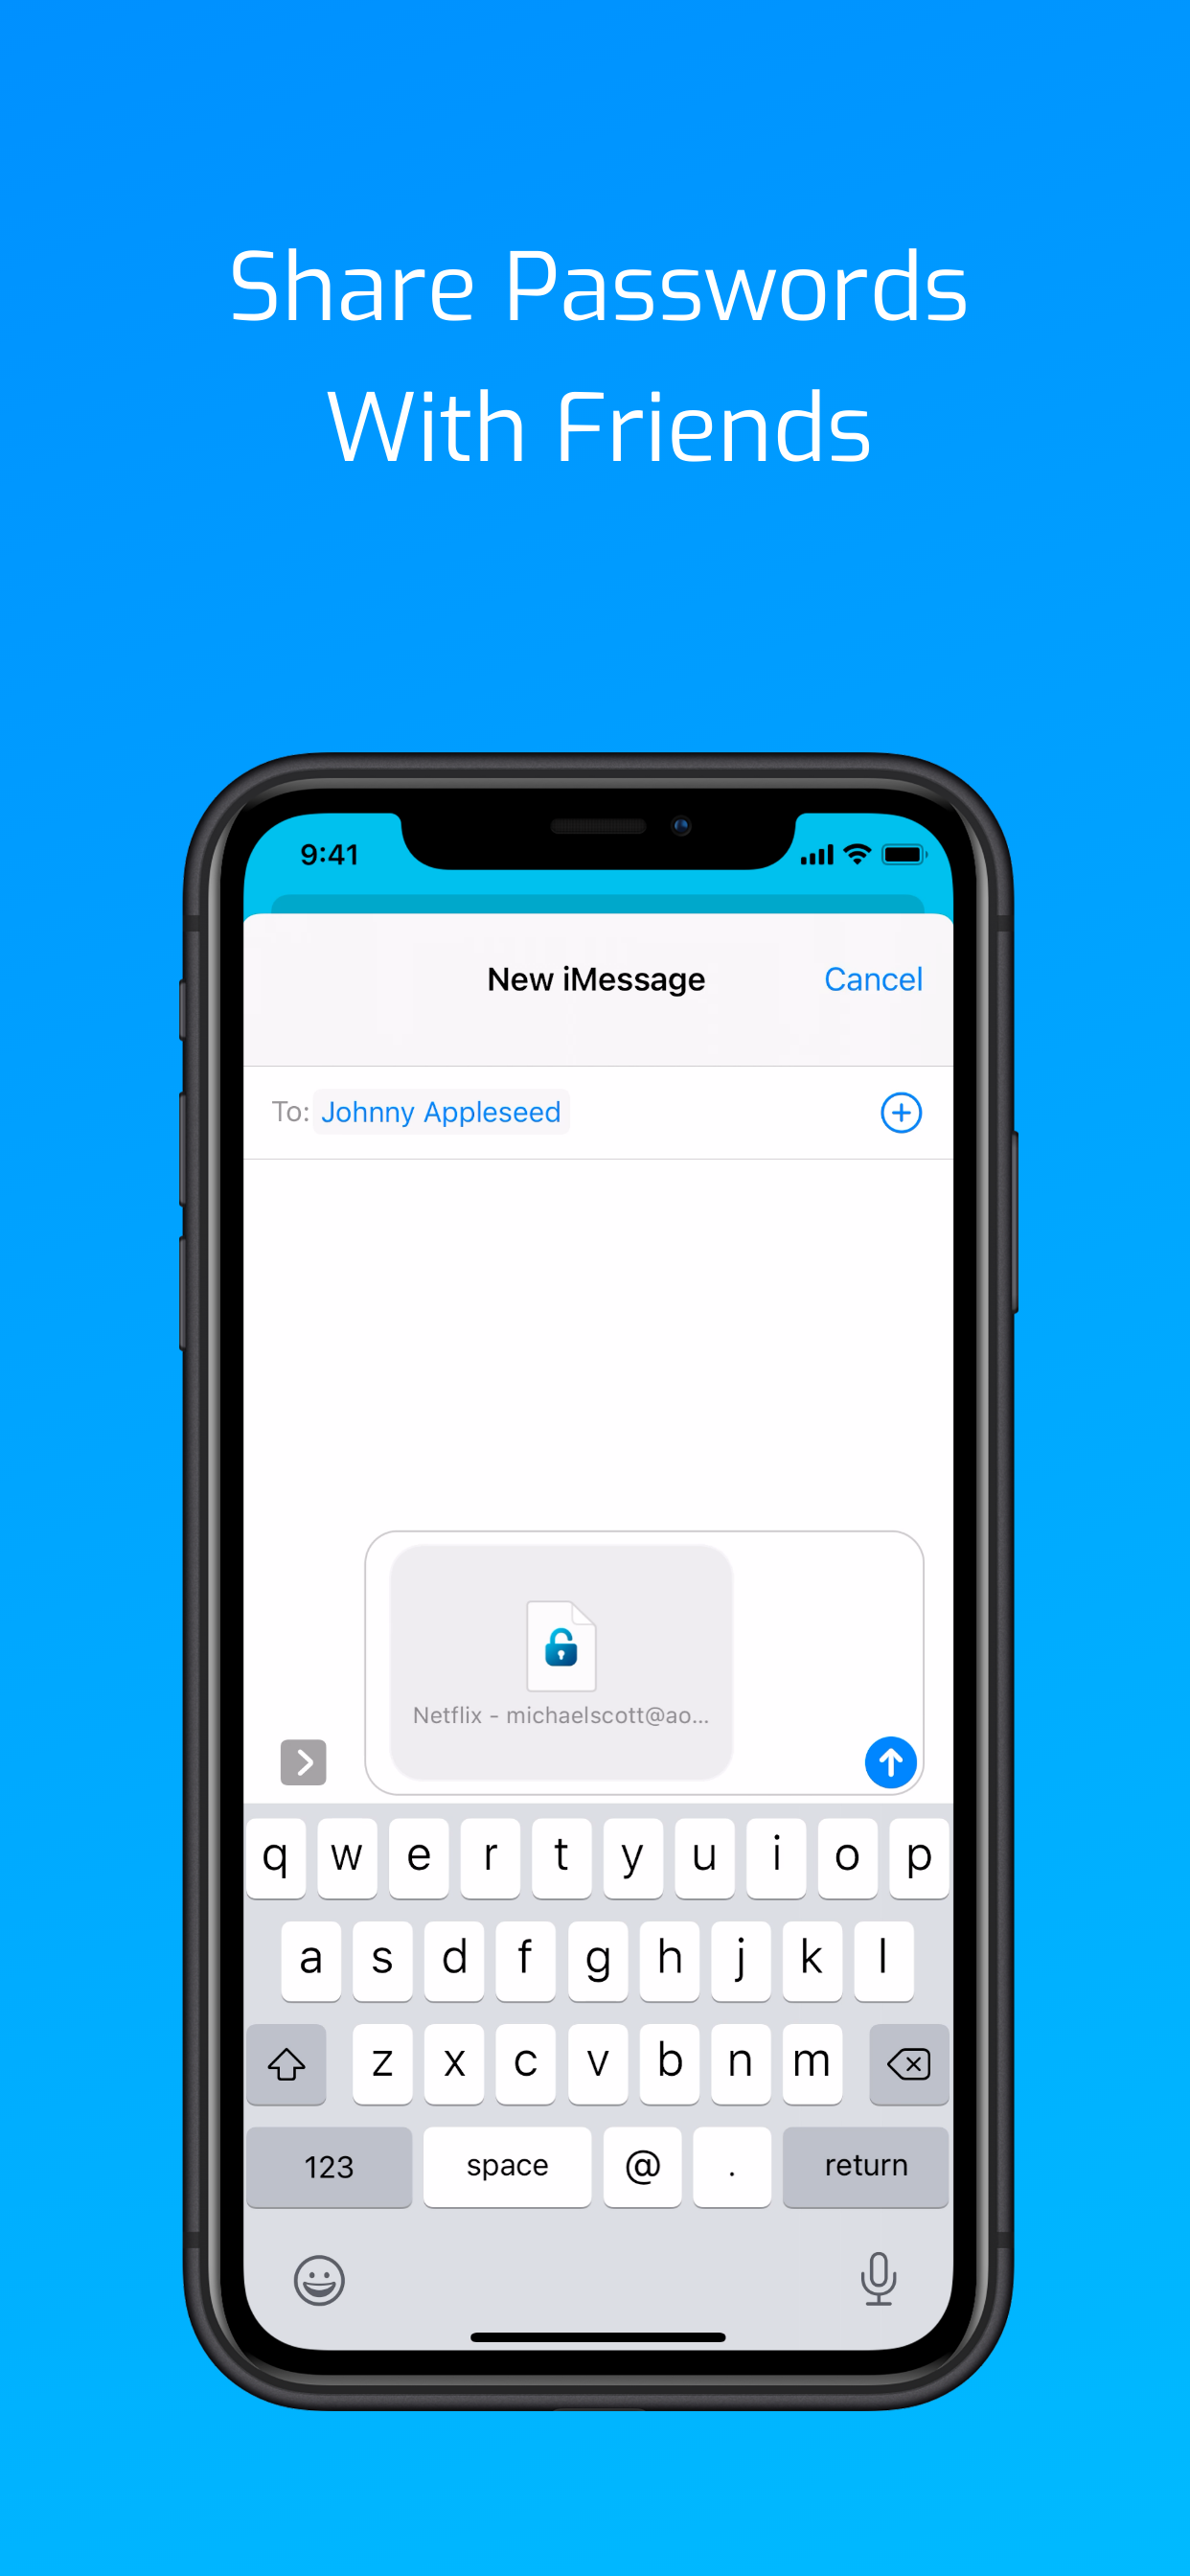 Share Passwords
With Friends
9:41
New iMessage
Cancel
To: Johnny Appleseed
Netflix - michaelscott@ao...
q w e r t y u i o p
a s d f g h j k l
z x c v b n m
123 space @ . return